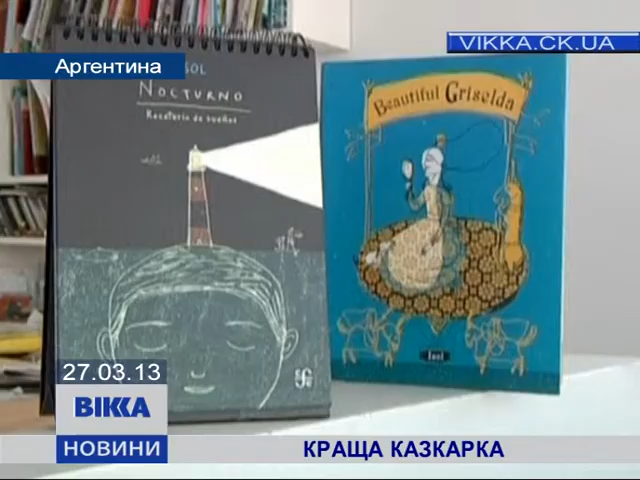 VIKKA.CK.UA
Аргентина
SOL
NOCTURNO
Recetario de sueños
Beautiful Griselda
Isol
27.03.13
ВІККА
НОВИНИ
КРАЩА КАЗКАРКА